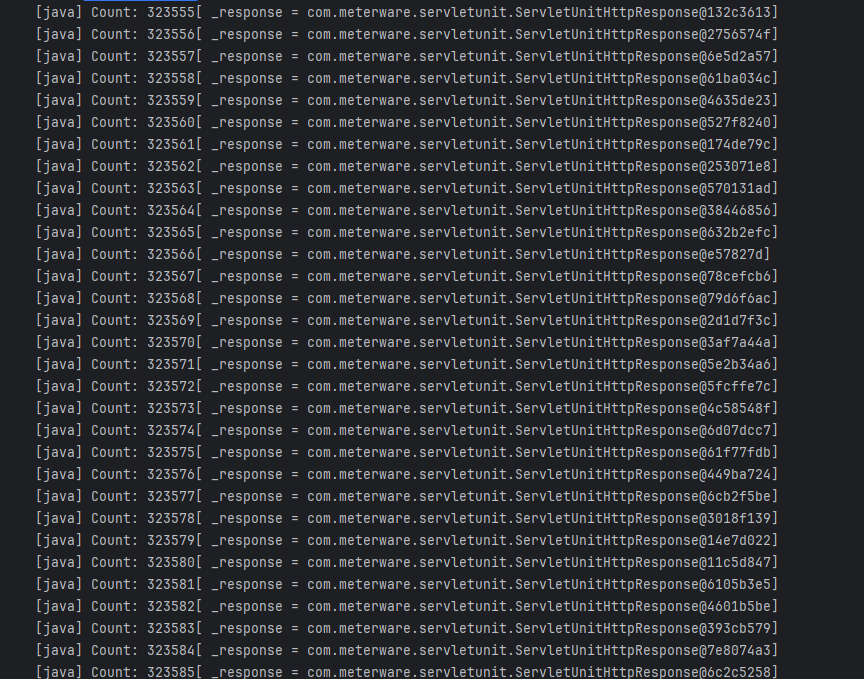 [java] Count: 323555[ _response = com.meterware.servletunit.ServletUnitHttpResponse@132c3613]
[java] Count: 323556[ _response = com.meterware.servletunit.ServletUnitHttpResponse@2756574f]
[java] Count: 323557[ _response = com.meterware.servletunit.ServletUnitHttpResponse@6e5d2a57]
[java] Count: 323558[ _response = com.meterware.servletunit.ServletUnitHttpResponse@61ba034c]
[java] Count: 323559[ _response = com.meterware.servletunit.ServletUnitHttpResponse@4635de23]
[java] Count: 323560[ _response = com.meterware.servletunit.ServletUnitHttpResponse@527f8240]
[java] Count: 323561[ _response = com.meterware.servletunit.ServletUnitHttpResponse@174de79c]
[java] Count: 323562[ _response = com.meterware.servletunit.ServletUnitHttpResponse@253071e8]
[java] Count: 323563[ _response = com.meterware.servletunit.ServletUnitHttpResponse@570131ad]
[java] Count: 323564[ _response = com.meterware.servletunit.ServletUnitHttpResponse@38446856]
[java] Count: 323565[ _response = com.meterware.servletunit.ServletUnitHttpResponse@632b2efc]
[java] Count: 323566[ _response = com.meterware.servletunit.ServletUnitHttpResponse@e57827d]
[java] Count: 323567[ _response = com.meterware.servletunit.ServletUnitHttpResponse@78cefcb6]
[java] Count: 323568[ _response = com.meterware.servletunit.ServletUnitHttpResponse@79d6f6ac]
[java] Count: 323569[ _response = com.meterware.servletunit.ServletUnitHttpResponse@2d1d7f3c]
[java] Count: 323570[ _response = com.meterware.servletunit.ServletUnitHttpResponse@3af7a44a]
[java] Count: 323571[ _response = com.meterware.servletunit.ServletUnitHttpResponse@5e2b34a6]
[java] Count: 323572[ _response = com.meterware.servletunit.ServletUnitHttpResponse@5fcffe7c]
[java] Count: 323573[ _response = com.meterware.servletunit.ServletUnitHttpResponse@4c58548f]
[java] Count: 323574[ _response = com.meterware.servletunit.ServletUnitHttpResponse@6d07dcc7]
[java] Count: 323575[ _response = com.meterware.servletunit.ServletUnitHttpResponse@61f77fdb]
[java] Count: 323576[ _response = com.meterware.servletunit.ServletUnitHttpResponse@449ba724]
[java] Count: 323577[ _response = com.meterware.servletunit.ServletUnitHttpResponse@6cb2f5be]
[java] Count: 323578[ _response = com.meterware.servletunit.ServletUnitHttpResponse@3018f139]
[java] Count: 323579[ _response = com.meterware.servletunit.ServletUnitHttpResponse@14e7d022]
[java] Count: 323580[ _response = com.meterware.servletunit.ServletUnitHttpResponse@11c5d847]
[java] Count: 323581[ _response = com.meterware.servletunit.ServletUnitHttpResponse@6105b3e5]
[java] Count: 323582[ _response = com.meterware.servletunit.ServletUnitHttpResponse@4601b5be]
[java] Count: 323583[ _response = com.meterware.servletunit.ServletUnitHttpResponse@393cb579]
[java] Count: 323584[ _response = com.meterware.servletunit.ServletUnitHttpResponse@7e8074a3]
[java] Count: 323585[ _response = com.meterware.servletunit.ServletUnitHttpResponse@6c2c5258]